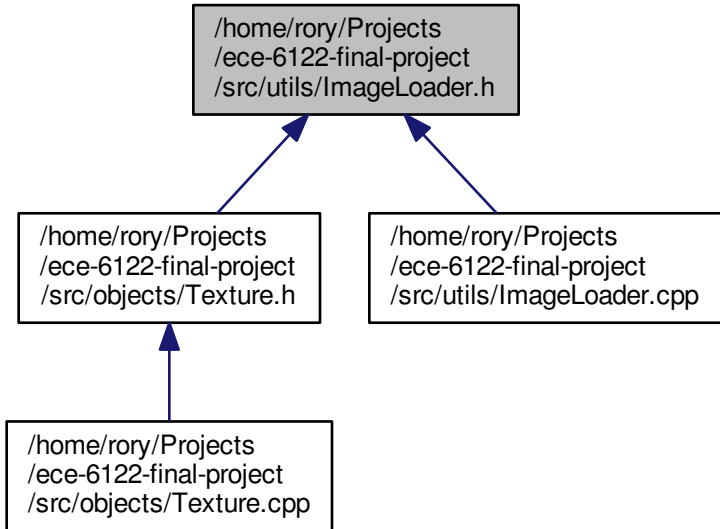 /home/rory/Projects
/ece-6122-final-project
/src/utils/ImageLoader.h
/home/rory/Projects
/ece-6122-final-project
/src/objects/Texture.h
/home/rory/Projects
/ece-6122-final-project
/src/utils/ImageLoader.cpp
/home/rory/Projects
/ece-6122-final-project
/src/objects/Texture.cpp